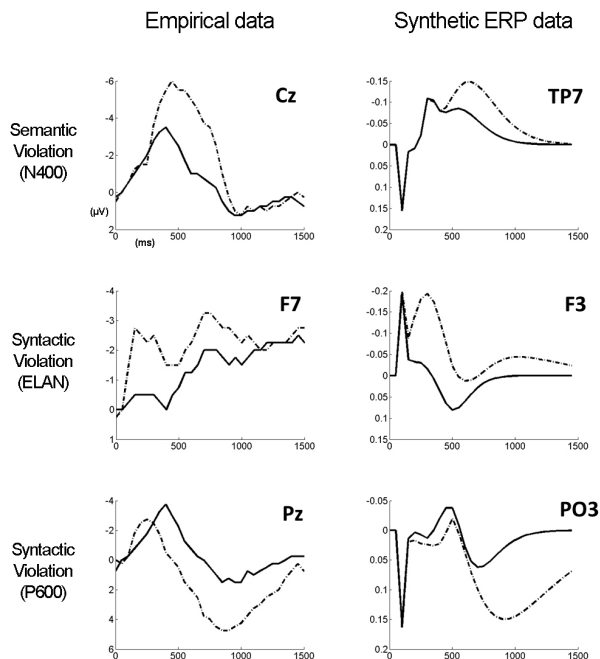 Empirical data
Synthetic ERP data
Semantic
Violation
(N400)
Cz
-6
-4
-2
0
2
(µV)
(ms)
0 500 1000 1500
TP7
-0.15
-0.1
-0.05
0
0.05
0.1
0.15
0.2
0 500 1000 1500
Syntactic
Violation
(ELAN)
F7
-4
-3
-2
-1
0
1
0 500 1000 1500
F3
-0.2
-0.15
-0.1
-0.05
0
0.05
0.1
0.15
0 500 1000 1500
Syntactic
Violation
(P600)
Pz
-4
-2
0
2
4
6
0 500 1000 1500
PO3
-0.05
0
0.05
0.1
0.15
0.2
0 500 1000 1500